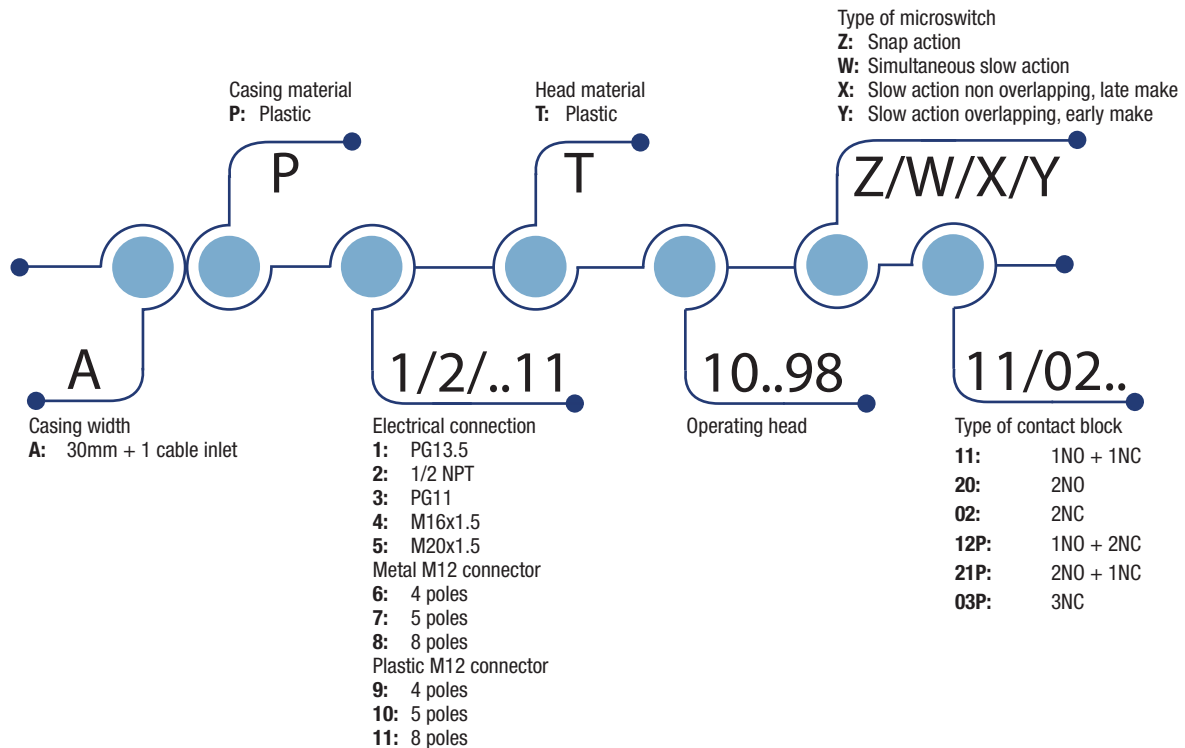 Type of microswitch
Z: Snap action
W: Simultaneous slow action
X: Slow action non overlapping, late make
Y: Slow action overlapping, early make
Casing material
P: Plastic
Head material
T: Plastic
P
T
Z/W/X/Y
A
1/2/..11
10..98
11/02..
Casing width
A: 30mm + 1 cable inlet
Electrical connection
1: PG13.5
2: 1/2 NPT
3: PG11
4: M16x1.5
5: M20x1.5
Metal M12 connector
6: 4 poles
7: 5 poles
8: 8 poles
Plastic M12 connector
9: 4 poles
10: 5 poles
11: 8 poles
Operating head
Type of contact block
11: 1NO + 1NC
20: 2NO
02: 2NC
12P: 1NO + 2NC
21P: 2NO + 1NC
03P: 3NC